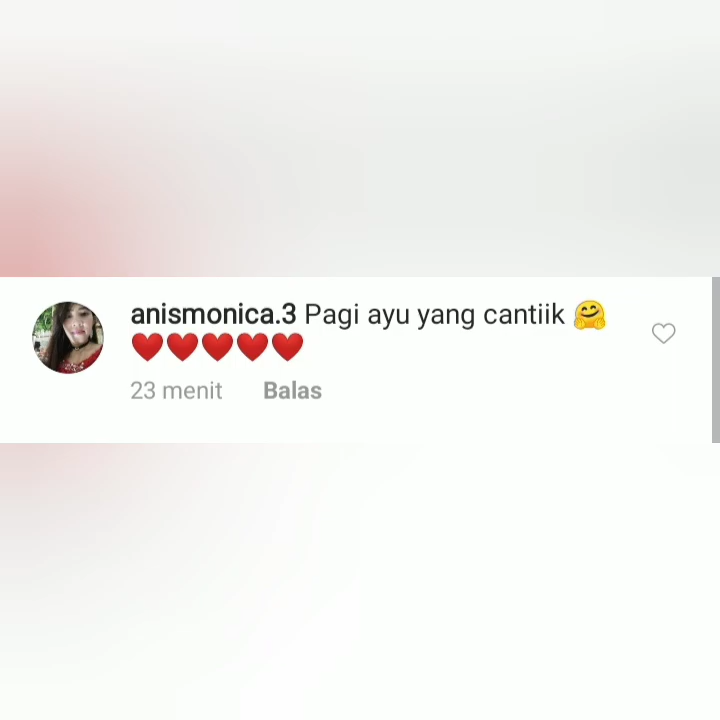 anismonica.3 Pagi ayu yang cantiik 🤗
❤️❤️❤️❤️❤️
23 menit Balas